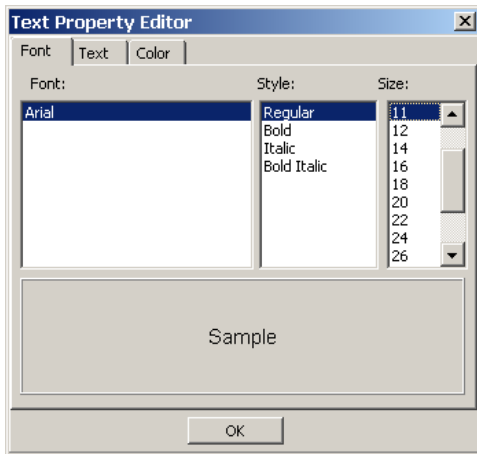 Text Property Editor
Font Text Color
Font: Style: Size:
Arial Regular 11
Bold 12
Italic 14
Bold Italic 16
18
20
22
24
26
Sample
OK